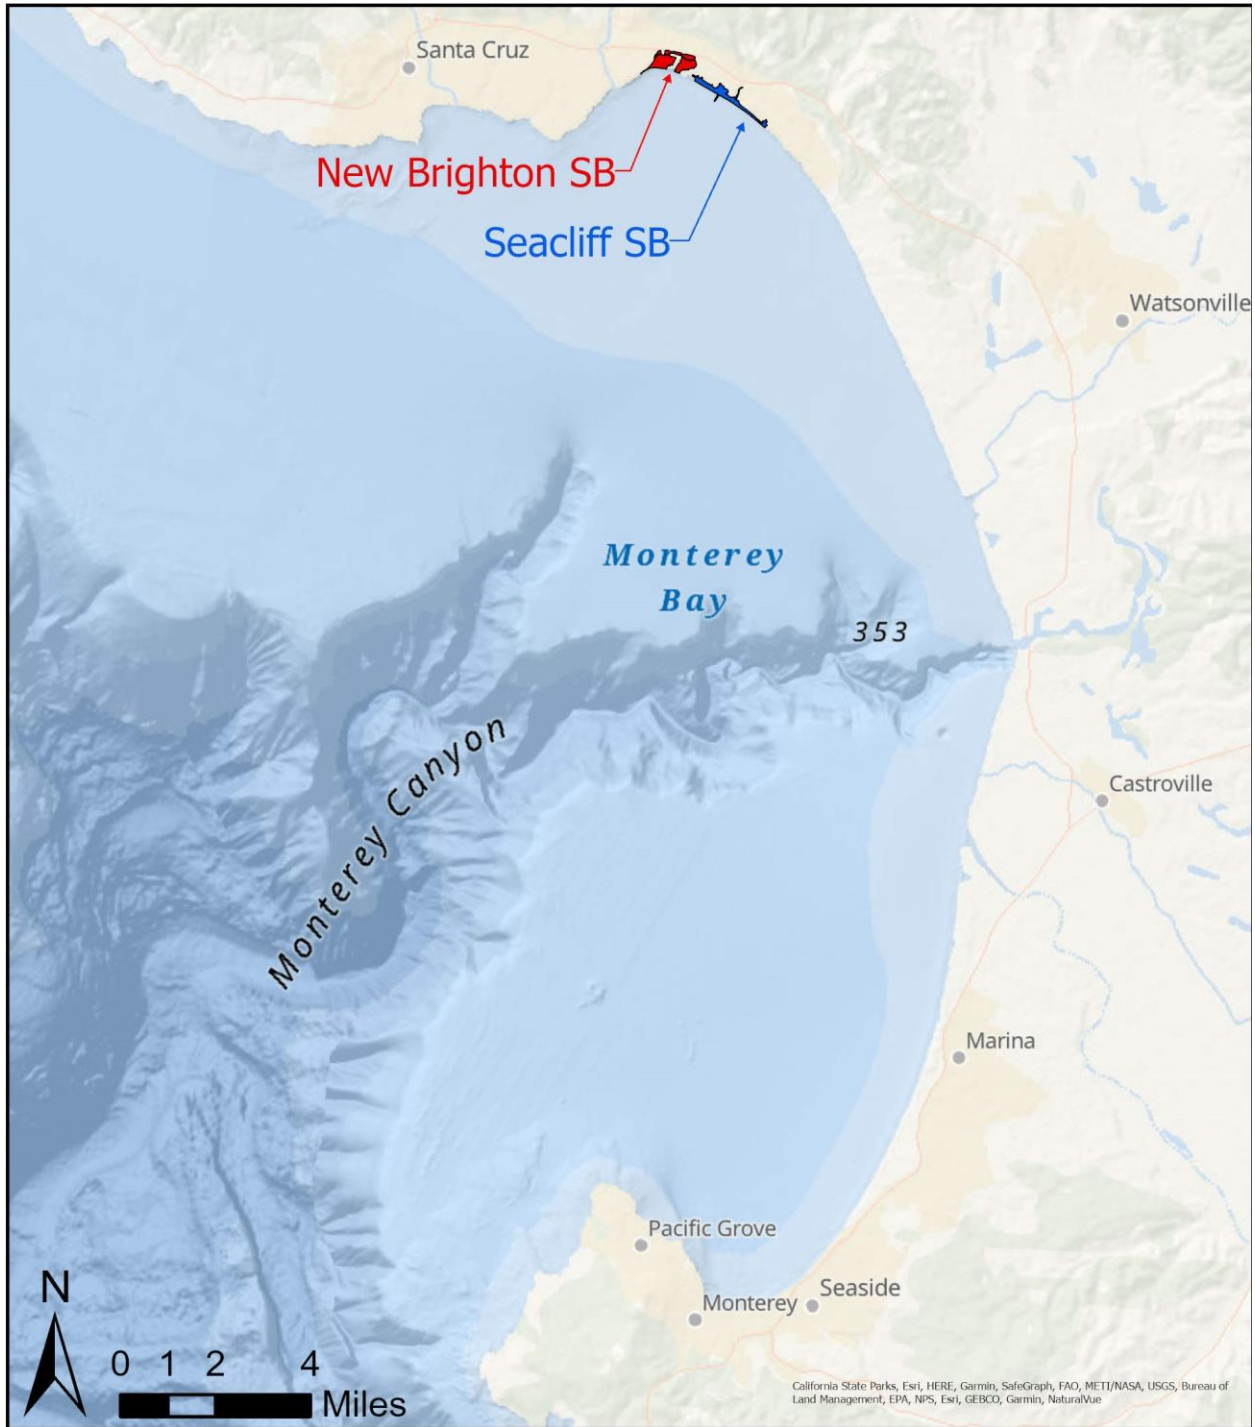 Santa Cruz
New Brighton SB
Seacliff SB
Watsonville
Monterey
Bay
353
Monterey Canyon
Castroville
Marina
Pacific Grove
Monterey
Seaside
N
0 1 2 4
Miles
California State Parks, Esri, HERE, Garmin, SafeGraph, FAO, METI/NASA, USGS, Bureau of
Land Management, EPA, NPS, Esri, GEBCO, Garmin, NaturalVue